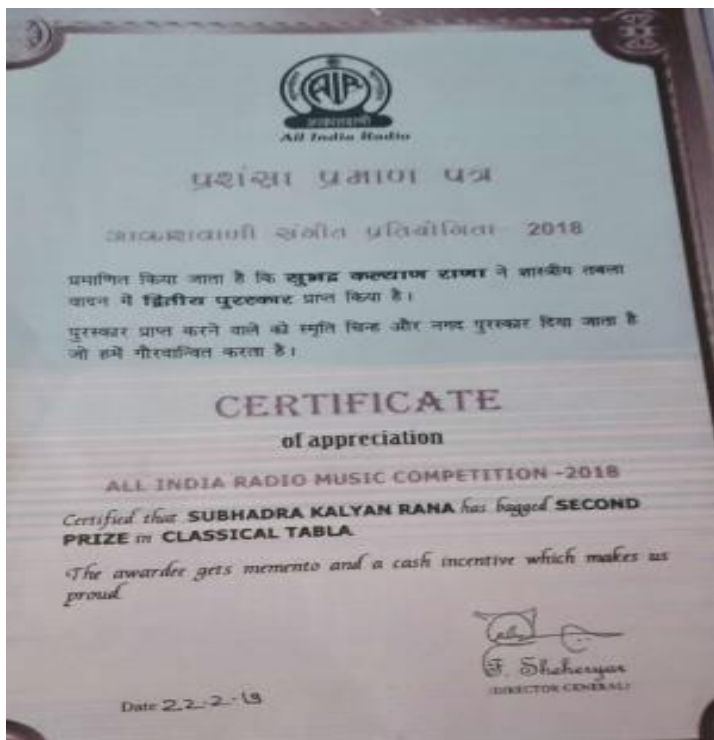 AIR
आकाशवाणी
All India Radio
प्रशंसा प्रमाण पत्र
आकाशवाणी संगीत प्रतियोगिता 2018
प्रमाणित किया जाता है कि सुभद्र कल्याण राणा ने शास्त्रीय तबला
वादन में द्वितीय पुरस्कार प्राप्त किया है।
पुरस्कार प्राप्त करने वाले को स्मृति चिन्ह और नगद पुरस्कार दिया जाता है
जो हमें गौरवान्वित करता है।
CERTIFICATE
of appreciation
ALL INDIA RADIO MUSIC COMPETITION -2018
Certified that SUBHADRA KALYAN RANA has bagged SECOND
PRIZE in CLASSICAL TABLA
The awardee gets memento and a cash incentive which makes us
proud.
F. Sheheryar
(DIRECTOR GENERAL)
Date 22-2-19